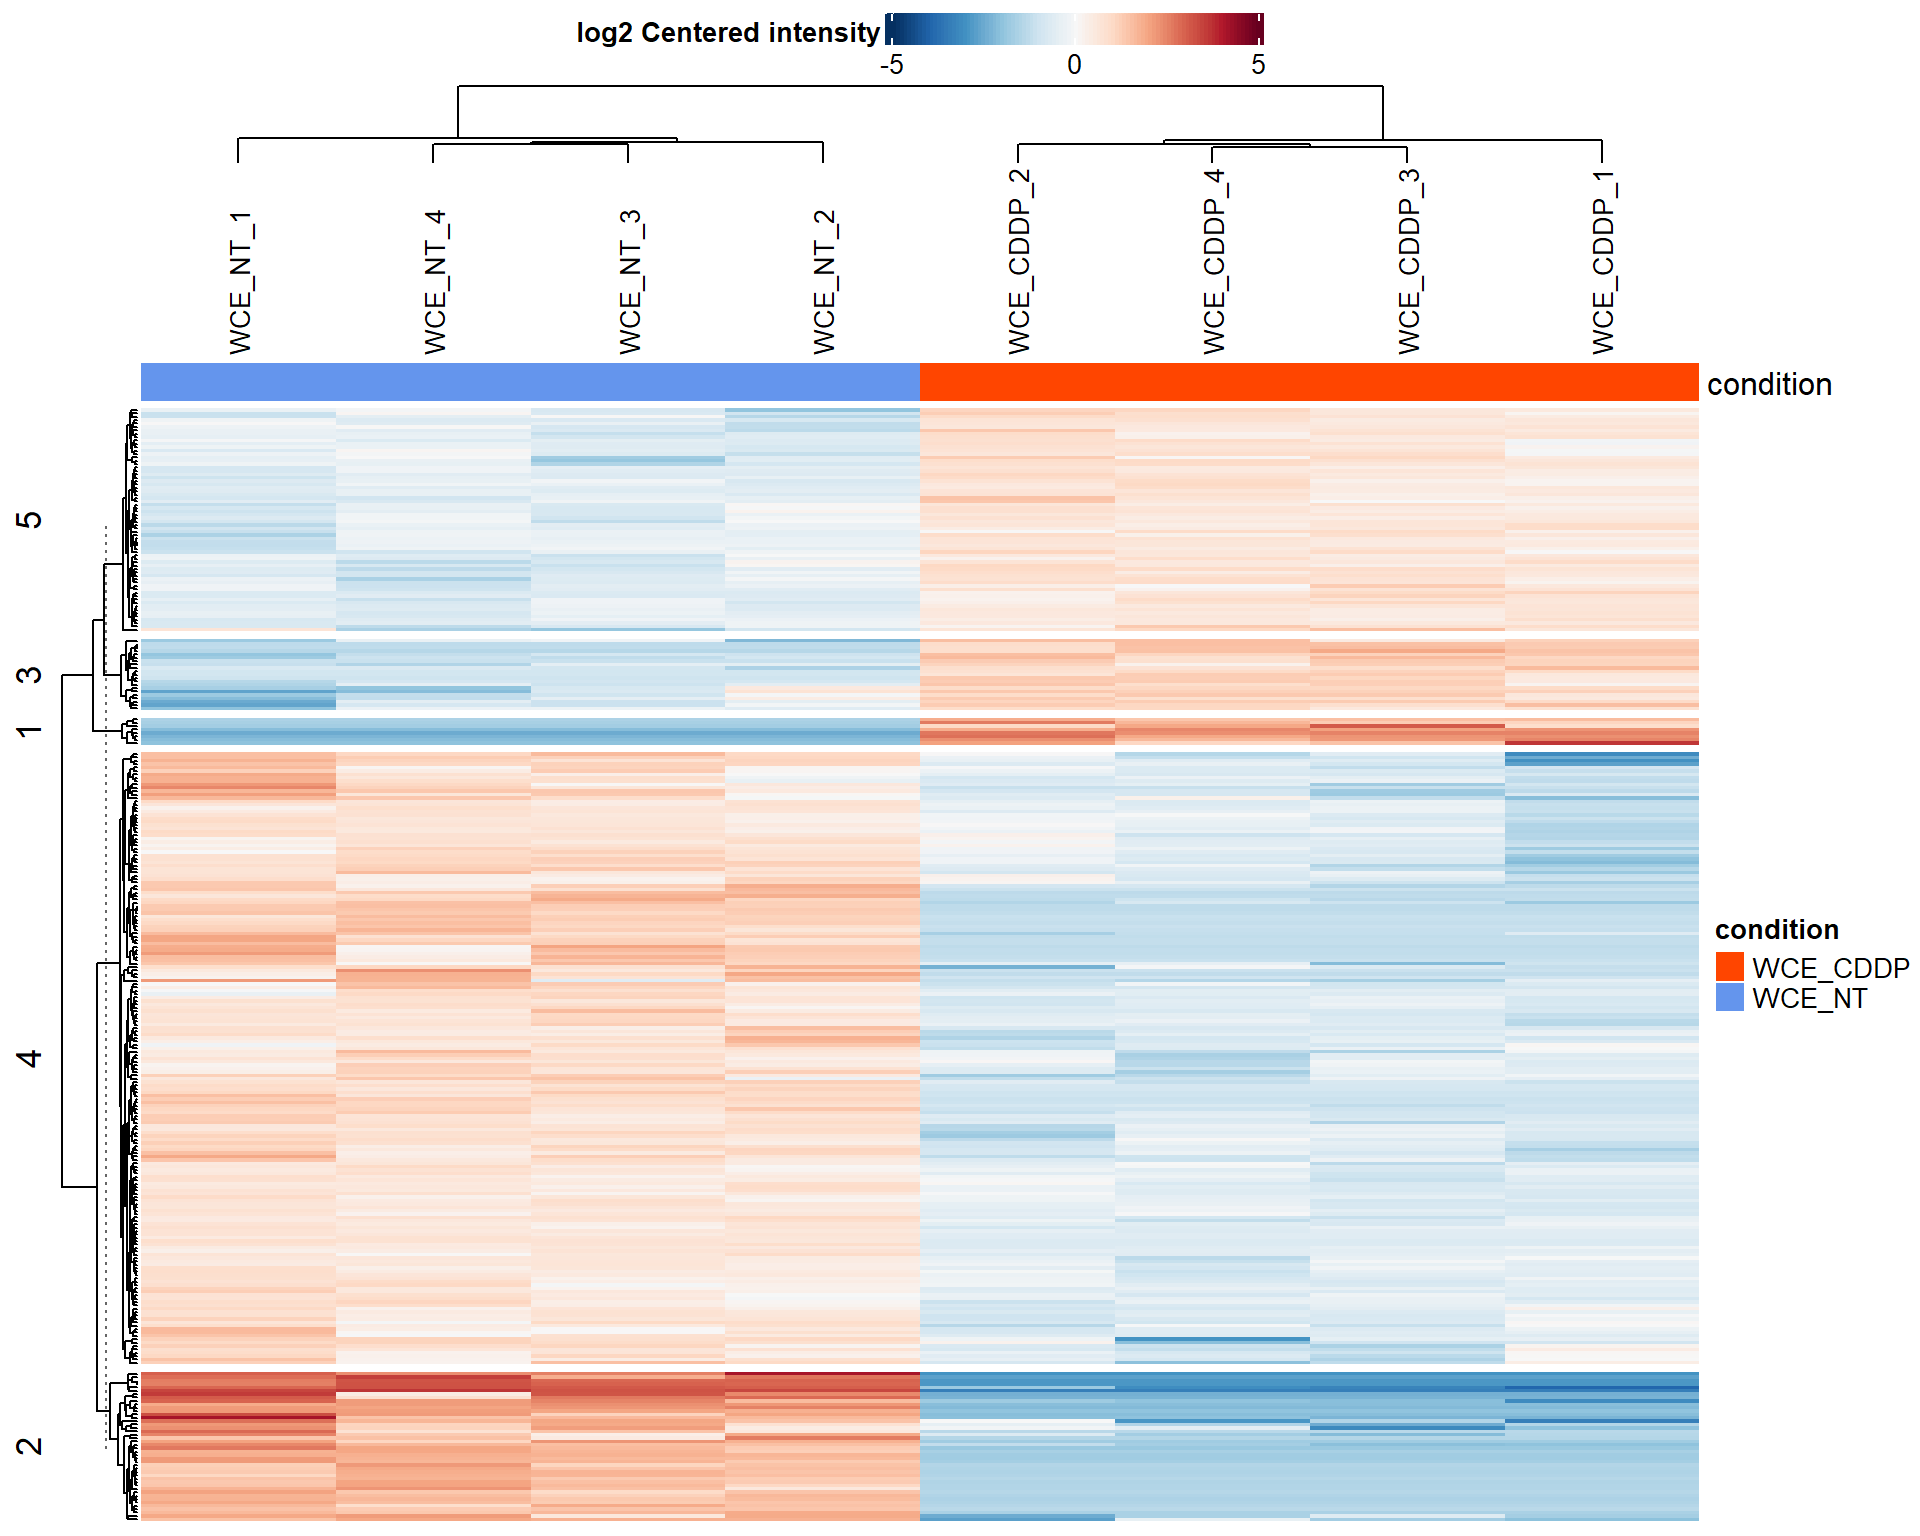 log2 Centered intensity
-5 0 5
WCE_NT_1
WCE_NT_4
WCE_NT_3
WCE_NT_2
WCE_CDDP_2
WCE_CDDP_4
WCE_CDDP_3
WCE_CDDP_1
condition
5
3
1
4
2
condition
WCE_CDDP
WCE_NT